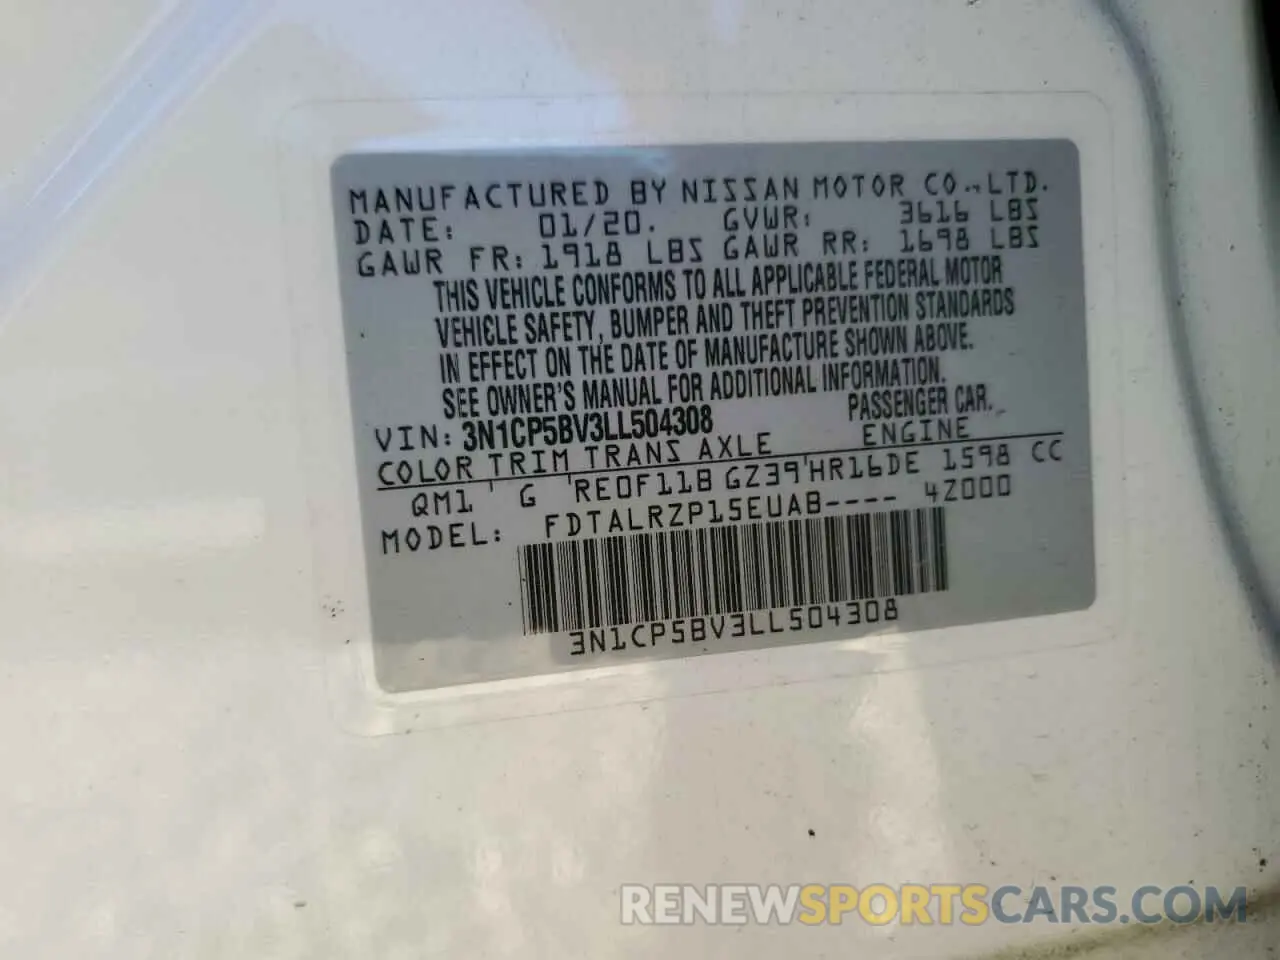 MANUFACTURED BY NISSAN MOTOR CO., LTD.
DATE: 01/20. GVWR: 3616 LBS
GAWR FR: 1918 LBS GAWR RR: 1698 LBS
THIS VEHICLE CONFORMS TO ALL APPLICABLE FEDERAL MOTOR
VEHICLE SAFETY, BUMPER AND THEFT PREVENTION STANDARDS
IN EFFECT ON THE DATE OF MANUFACTURE SHOWN ABOVE.
SEE OWNER'S MANUAL FOR ADDITIONAL INFORMATION.
VIN: 3N1CP5BV3LL504308 PASSENGER CAR.
COLOR TRIM TRANS AXLE ENGINE
QM1 ' G 'RE0F11B GZ39'HR16DE 1598 CC
MODEL: FDTALRZP15EUAB---- 42000
3N1CP5BV3LL504308
RENEWSPORTSCARS.COM